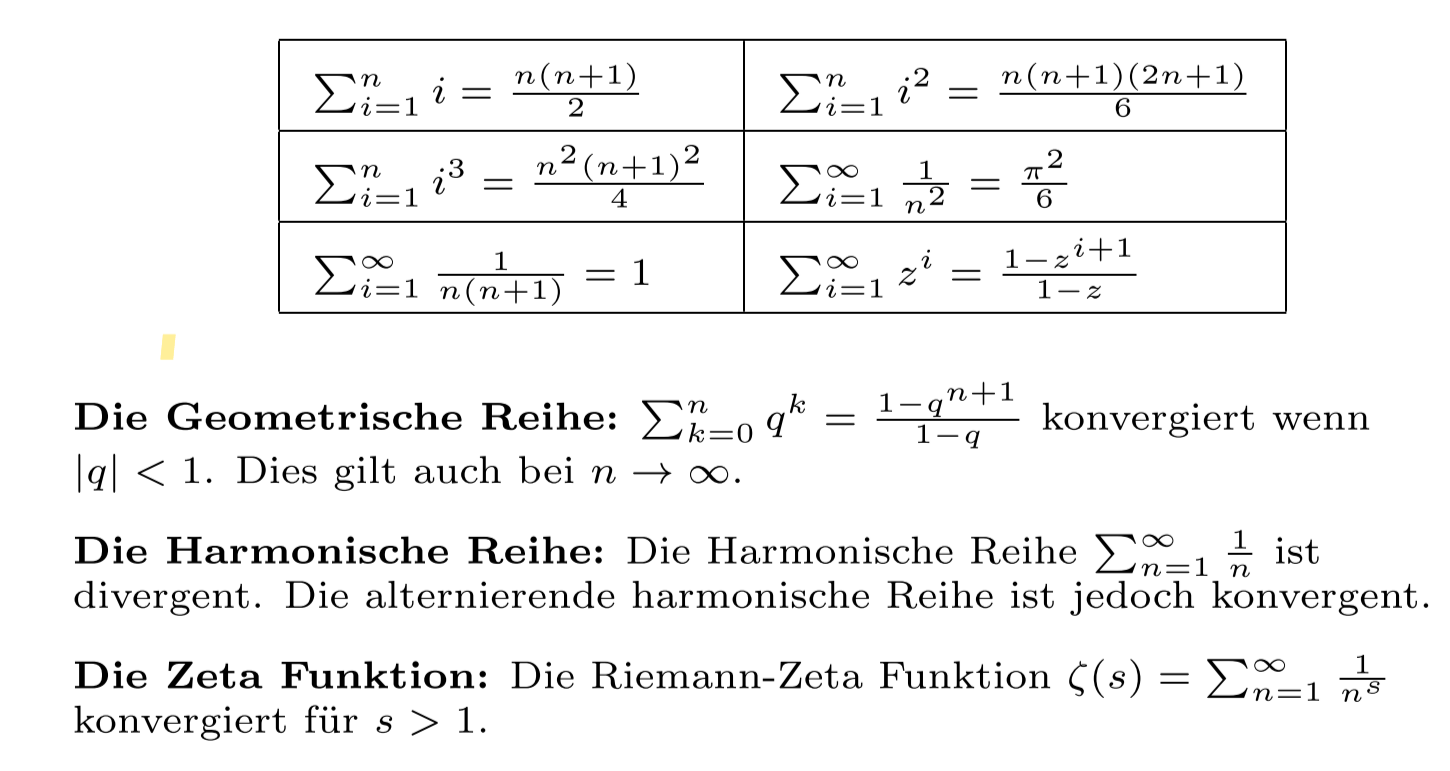 $\sum_{i=1}^{n} i = \frac{n(n+1)}{2}$ $\sum_{i=1}^{n} i^2 = \frac{n(n+1)(2n+1)}{6}$
$\sum_{i=1}^{n} i^3 = \frac{n^2(n+1)^2}{4}$ $\sum_{i=1}^{\infty} \frac{1}{n^2} = \frac{\pi^2}{6}$
$\sum_{i=1}^{\infty} \frac{1}{n(n+1)} = 1$ $\sum_{i=1}^{\infty} z^i = \frac{1-z^{i+1}}{1-z}$
Die Geometrische Reihe: $\sum_{k=0}^{n} q^k = \frac{1-q^{n+1}}{1-q}$ konvergiert wenn
$|q| < 1$. Dies gilt auch bei $n \to \infty$.
Die Harmonische Reihe: Die Harmonische Reihe $\sum_{n=1}^{\infty} \frac{1}{n}$ ist
divergent. Die alternierende harmonische Reihe ist jedoch konvergent.
Die Zeta Funktion: Die Riemann-Zeta Funktion $\zeta(s) = \sum_{n=1}^{\infty} \frac{1}{n^s}$
konvergiert für $s > 1$.